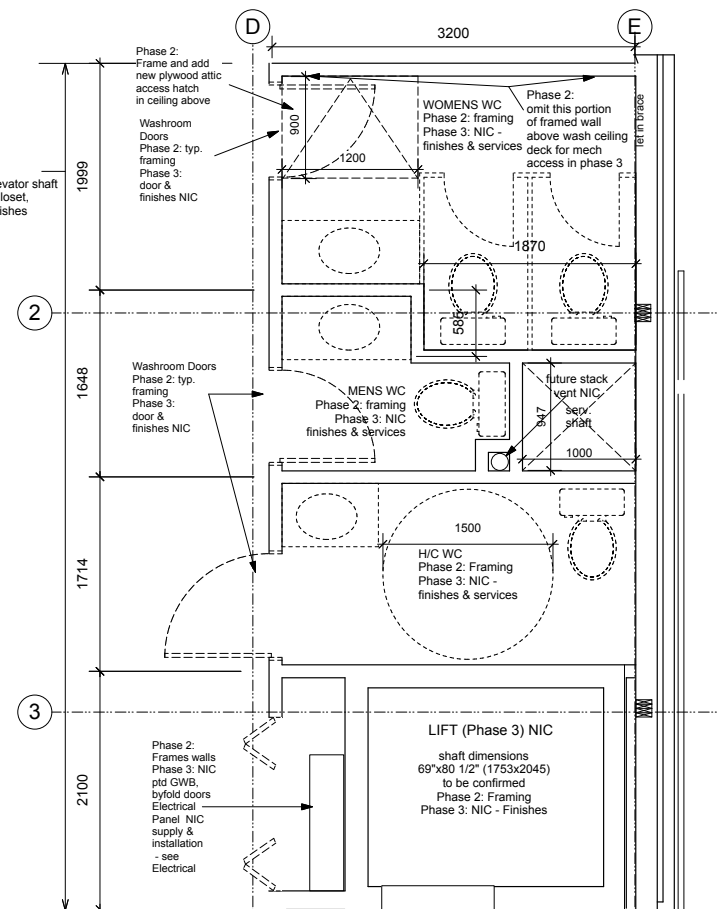 D
E
3200
Phase 2:
Frame and add
new plywood attic
access hatch
in ceiling above
900
1200
WOMENS WC
Phase 2: framing
Phase 3: NIC -
finishes & services
Phase 2:
omit this portion
of framed wall
above wash ceiling
deck for mech
access in phase 3
let in brace
Washroom
Doors
Phase 2: typ.
framing
Phase 3:
door &
finishes NIC
1999
evator shaft
loset,
ishes
1870
2
586
1648
Washroom Doors
Phase 2: typ.
framing
Phase 3:
door &
finishes NIC
MENS WC
Phase 2: framing
Phase 3: NIC
finishes & services
future stack
vent NIC
serv.
shaft
947
1000
1714
1500
H/C WC
Phase 2: Framing
Phase 3: NIC -
finishes & services
3
2100
Phase 2:
Frames walls
Phase 3: NIC
ptd GWB,
byfold doors
Electrical
Panel NIC
supply &
installation
- see
Electrical
LIFT (Phase 3) NIC
shaft dimensions
69"x80 1/2" (1753x2045)
to be confirmed
Phase 2: Framing
Phase 3: NIC - Finishes